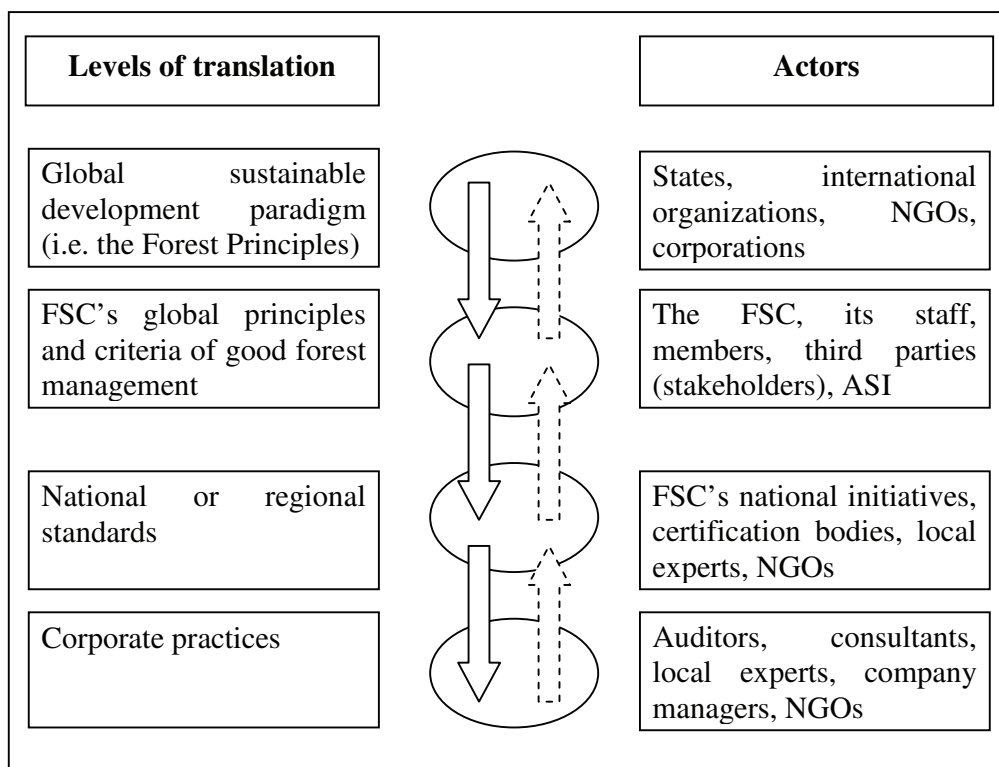 Levels of translation
Actors
Global sustainable
development paradigm
(i.e. the Forest Principles)
States, international
organizations, NGOs,
corporations
FSC's global principles
and criteria of good forest
management
The FSC, its staff,
members, third parties
(stakeholders), ASI
National or regional
standards
FSC's national initiatives,
certification bodies, local
experts, NGOs
Corporate practices
Auditors, consultants,
local experts, company
managers, NGOs